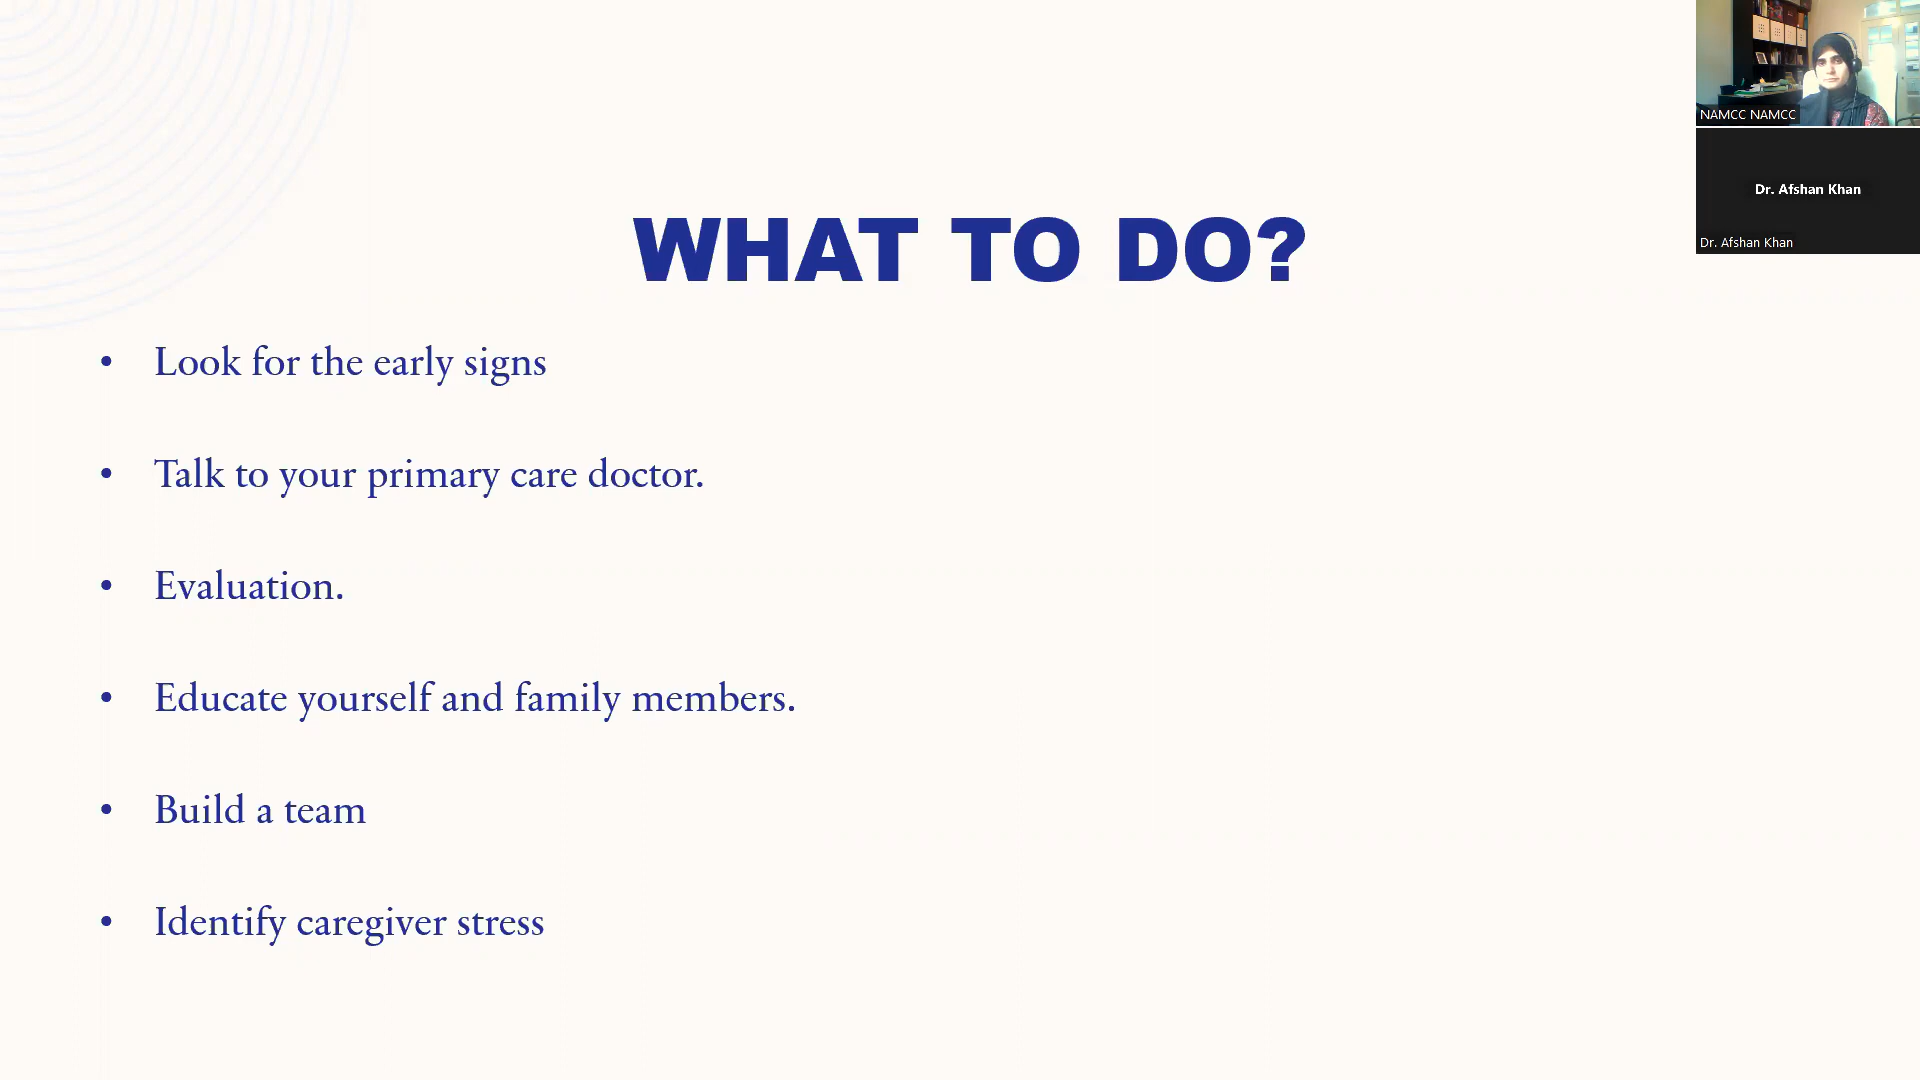 NAMCC NAMCC
Dr. Afshan Khan
Dr. Afshan Khan
WHAT TO DO?
• Look for the early signs
• Talk to your primary care doctor.
• Evaluation.
• Educate yourself and family members.
• Build a team
• Identify caregiver stress